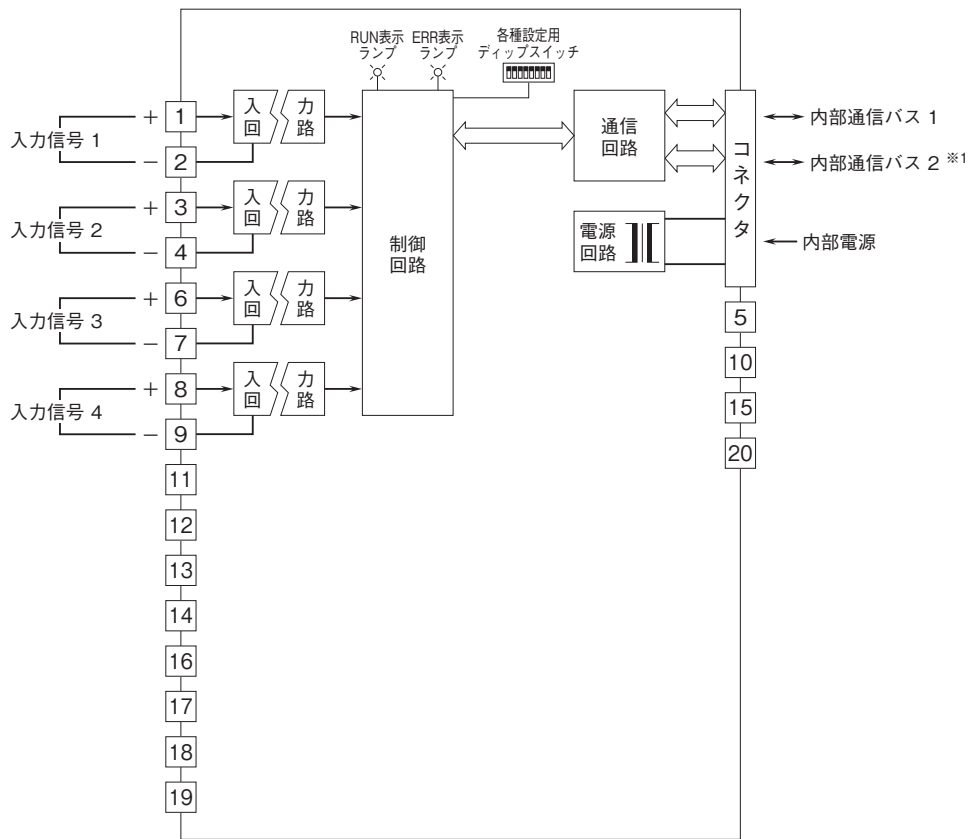 RUN表示
ランプ
ERR表示
ランプ
各種設定用
ディップスイッチ
入力信号 1
+ 1
− 2
入 力
回 路
入力信号 2
+ 3
− 4
入 力
回 路
入力信号 3
+ 6
− 7
入 力
回 路
入力信号 4
+ 8
− 9
入 力
回 路
11
12
13
14
16
17
18
19
制御
回路
通信
回路
電源
回路
コネクタ
内部通信バス 1
内部通信バス 2 ※1
内部電源
5
10
15
20